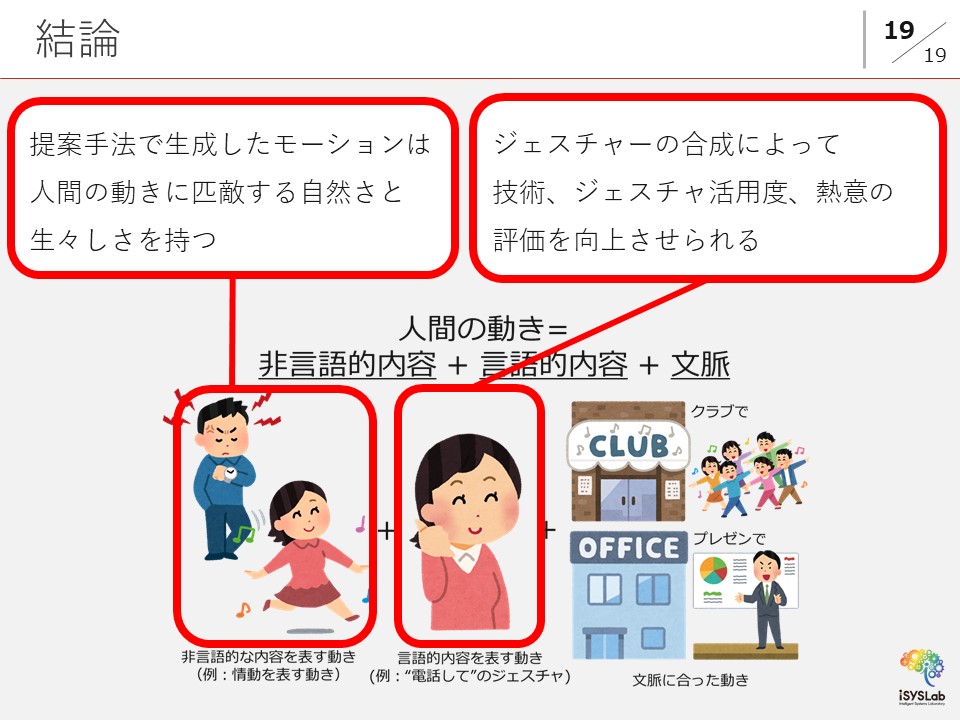 結論
19
19
提案手法で生成したモーションは
人間の動きに匹敵する自然さと
生々しさを持つ
ジェスチャーの合成によって
技術、ジェスチャ活用度、熱意の
評価を向上させられる
人間の動き=
非言語的内容 + 言語的内容 + 文脈
クラブで
CLUB
+
+
プレゼンで
OFFICE
非言語的な内容を表す動き
(例：情動を表す動き)
言語的内容を表す動き
(例：“電話して”のジェスチャ)
文脈に合った動き
iSYSLab
Intelligent Systems Laboratory